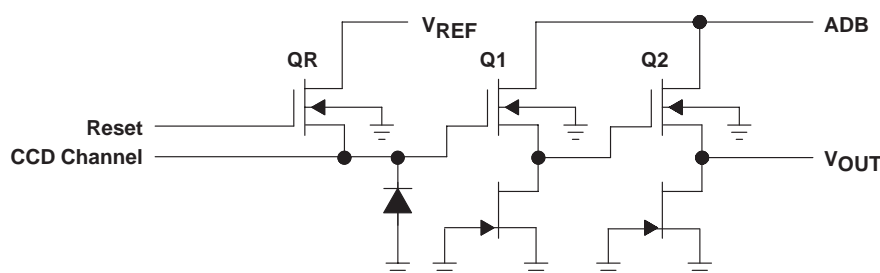 VREF
ADB
QR
Q1
Q2
Reset
CCD Channel
VOUT